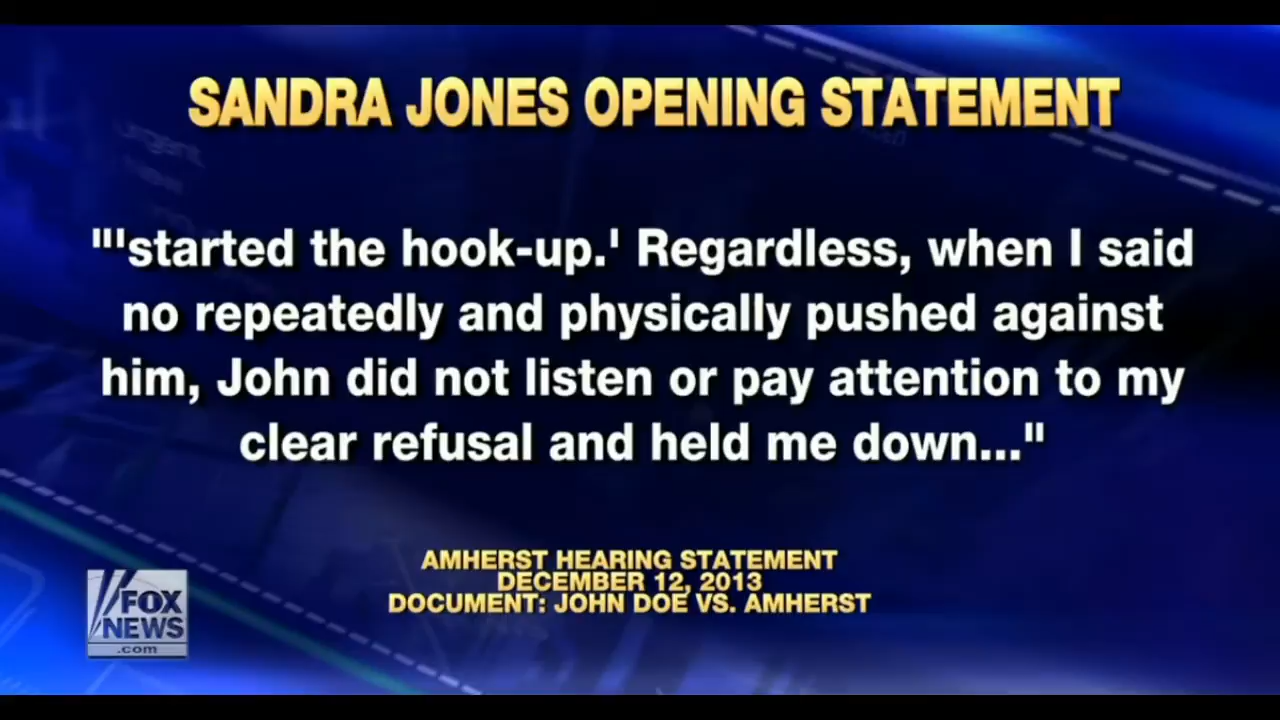 SANDRA JONES OPENING STATEMENT
"'started the hook-up.' Regardless, when I said
no repeatedly and physically pushed against
him, John did not listen or pay attention to my
clear refusal and held me down..."
AMHERST HEARING STATEMENT
DECEMBER 12, 2013
DOCUMENT: JOHN DOE VS. AMHERST
FOX
NEWS
.com